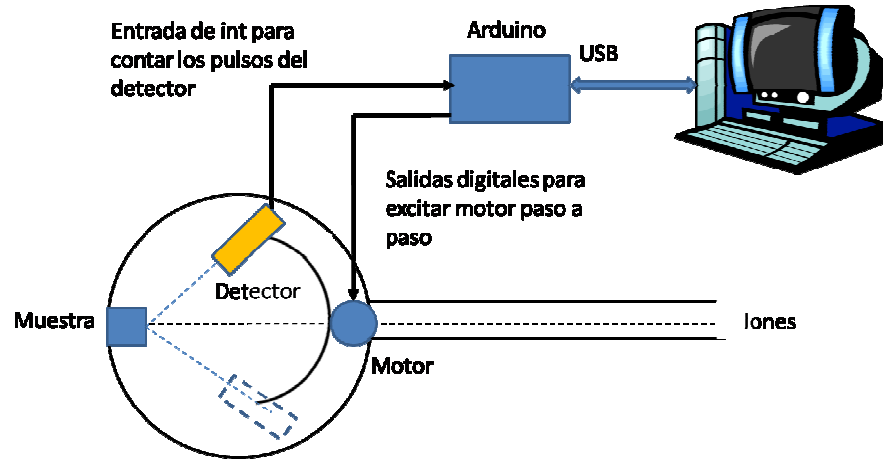 Entrada de int para
contar los pulsos del
detector
Arduino
USB
Salidas digitales para
excitar motor paso a
paso
Detector
Muestra
Iones
Motor